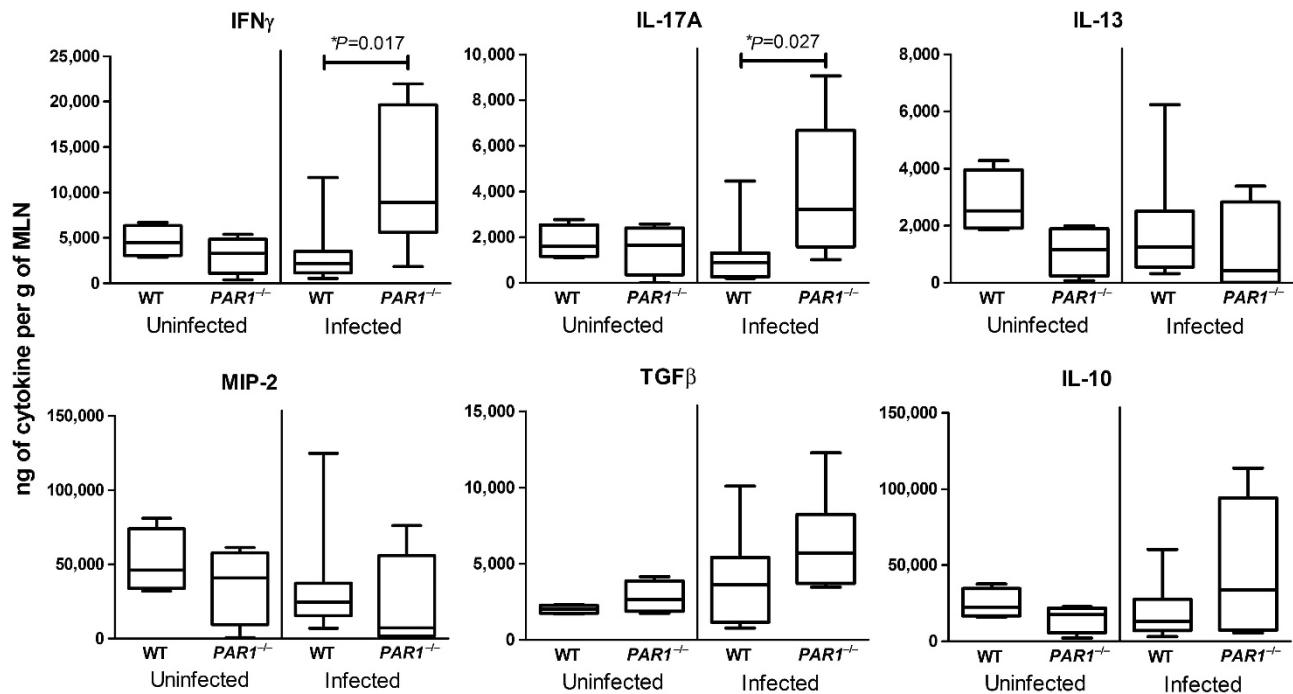 ng of cytokine per g of MLN
IFNγ
25,000
20,000
15,000
10,000
5,000
0
*P=0.017
WT PAR1⁻/⁻ WT PAR1⁻/⁻
Uninfected Infected
IL-17A
10,000
8,000
6,000
4,000
2,000
0
*P=0.027
WT PAR1⁻/⁻ WT PAR1⁻/⁻
Uninfected Infected
IL-13
8,000
6,000
4,000
2,000
0
WT PAR1⁻/⁻ WT PAR1⁻/⁻
Uninfected Infected
MIP-2
150,000
100,000
50,000
0
WT PAR1⁻/⁻ WT PAR1⁻/⁻
Uninfected Infected
TGFβ
15,000
10,000
5,000
0
WT PAR1⁻/⁻ WT PAR1⁻/⁻
Uninfected Infected
IL-10
150,000
100,000
50,000
0
WT PAR1⁻/⁻ WT PAR1⁻/⁻
Uninfected Infected